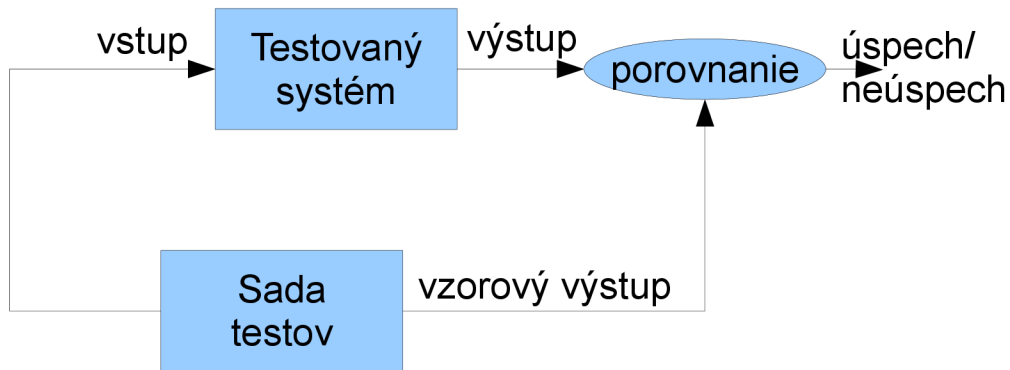 vstup
Testovaný
systém
výstup
porovnanie
úspech/
neúspech
Sada
testov
vzorový výstup